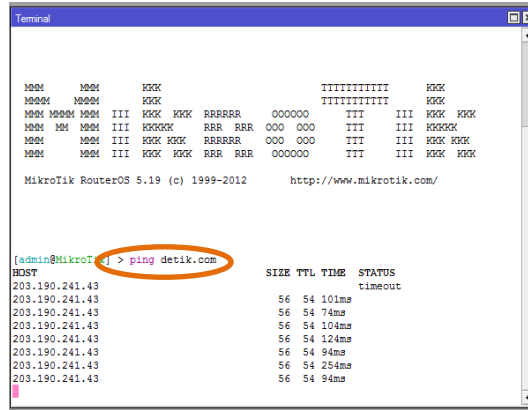 Terminal
MMM      MMM       KKK                          TTTTTTTTTTT      KKK
MMMM    MMMM       KKK                          TTTTTTTTTTT      KKK
MMM MMMM MMM  III  KKK  KKK  RRRRRR     OOOOOO      TTT     III  KKK  KKK
MMM  MM  MMM  III  KKKKK     RRR  RRR  OOO  OOO     TTT     III  KKKKK
MMM      MMM  III  KKK KKK   RRRRRR    OOO  OOO     TTT     III  KKK KKK
MMM      MMM  III  KKK  KKK  RRR  RRR   OOOOOO      TTT     III  KKK  KKK
MikroTik RouterOS 5.19 (c) 1999-2012       http://www.mikrotik.com/
[admin@MikroTik] > ping detik.com
HOST                                     SIZE TTL TIME  STATUS
203.190.241.43                                          timeout
203.190.241.43                             56  54 101ms
203.190.241.43                             56  54 74ms
203.190.241.43                             56  54 104ms
203.190.241.43                             56  54 124ms
203.190.241.43                             56  54 94ms
203.190.241.43                             56  54 254ms
203.190.241.43                             56  54 94ms